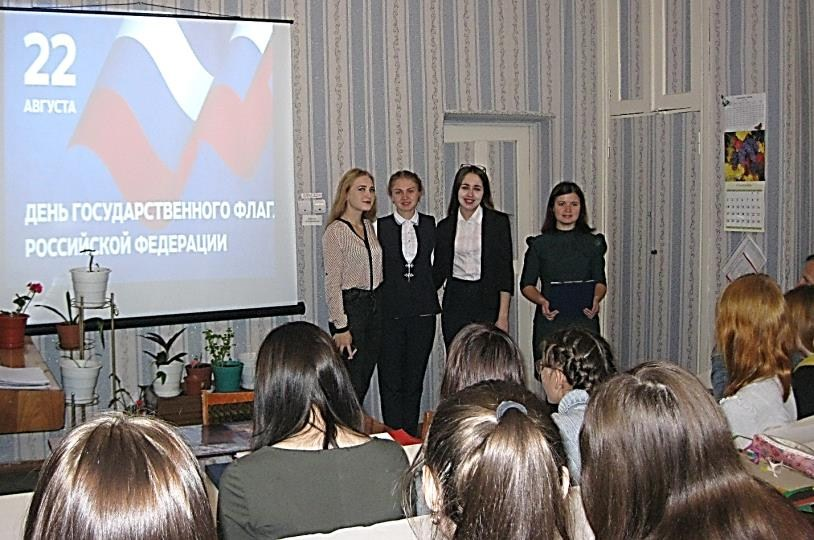 22
АВГУСТА
ДЕНЬ ГОСУДАРСТВЕННОГО ФЛАГ
РОССИЙСКОЙ ФЕДЕРАЦИИ